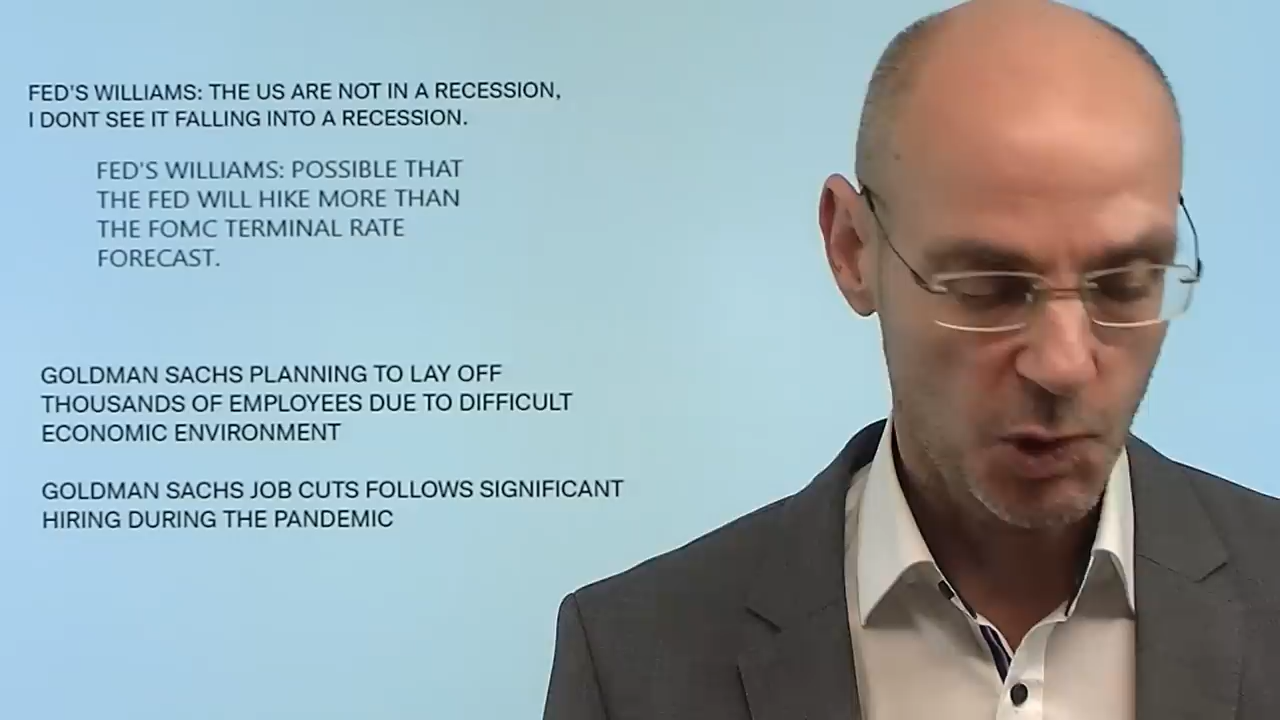 FED'S WILLIAMS: THE US ARE NOT IN A RECESSION,
I DONT SEE IT FALLING INTO A RECESSION.
FED'S WILLIAMS: POSSIBLE THAT
THE FED WILL HIKE MORE THAN
THE FOMC TERMINAL RATE
FORECAST.
GOLDMAN SACHS PLANNING TO LAY OFF
THOUSANDS OF EMPLOYEES DUE TO DIFFICULT
ECONOMIC ENVIRONMENT
GOLDMAN SACHS JOB CUTS FOLLOWS SIGNIFICANT
HIRING DURING THE PANDEMIC